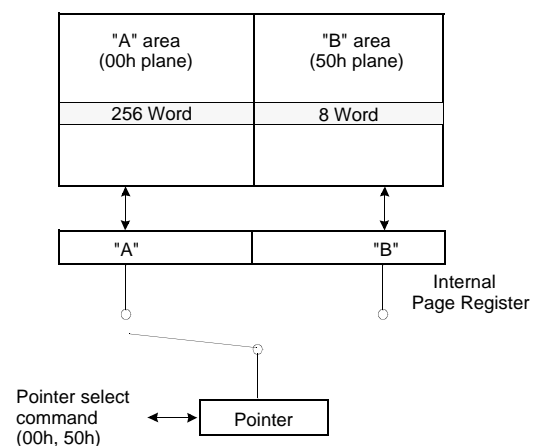 "A" area
(00h plane)
"B" area
(50h plane)
256 Word
8 Word
"A"
"B"
Internal
Page Register
Pointer select
command
(00h, 50h)
Pointer